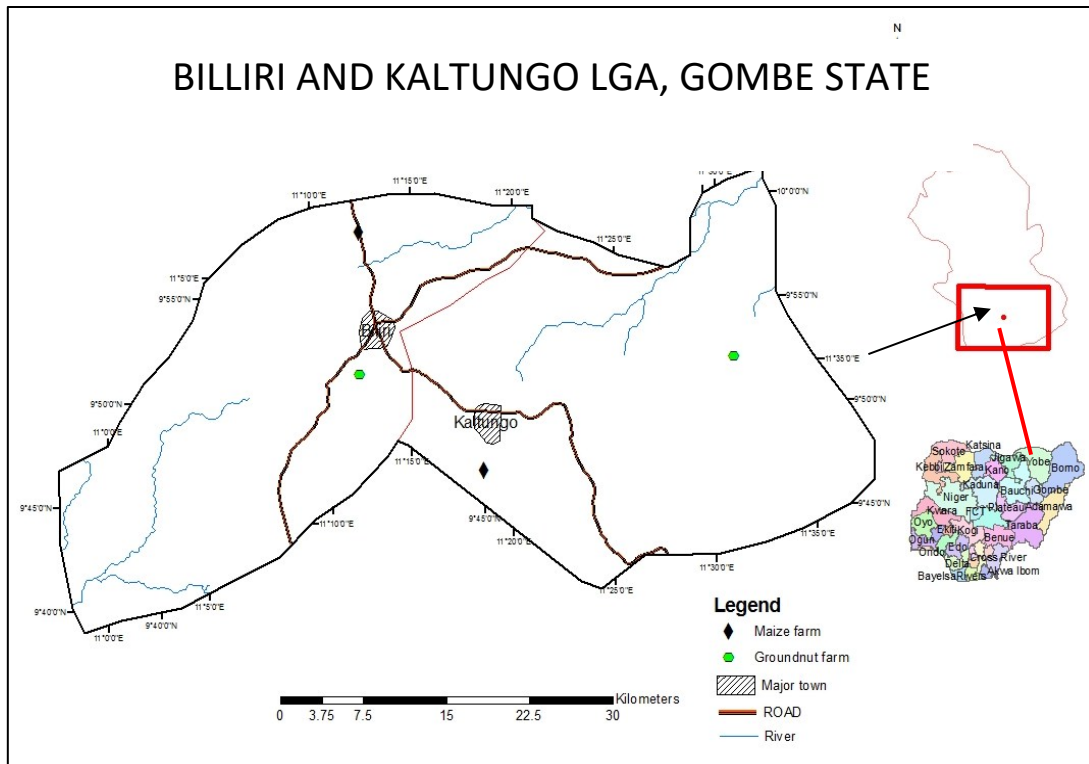 N
BILLIRI AND KALTUNGO LGA, GOMBE STATE
11°15'0"E
11°10'0"E
11°20'0"E
10°0'0"N
11°25'0"E
11°5'0"E
9°55'0"N
9°55'0"N
Biliri
11°35'0"E
9°50'0"N
9°50'0"N
11°0'0"E
Kaltungo
11°15'0"E
9°45'0"N
9°45'0"N
9°45'0"N
11°10'0"E
11°20'0"E
11°35'0"E
11°30'0"E
11°25'0"E
9°40'0"N
11°0'0"E
9°40'0"N
11°5'0"E
Sokote
Katsina
Jigawa
Yobe
Kebbi
Zamfara
Kano
Borno
Kaduna
Bauchi
Gombe
Niger
Plateau
Adamawa
Kwara
FCT
Taraba
Oyo
Ekiti
Kogi
Benue
Ogun
Ondo
Edo
Cross River
Delta
Bayelsa
Rivers
Akwa Ibom
Legend
Maize farm
Groundnut farm
Major town
ROAD
River
Kilometers
0 3.75 7.5 15 22.5 30